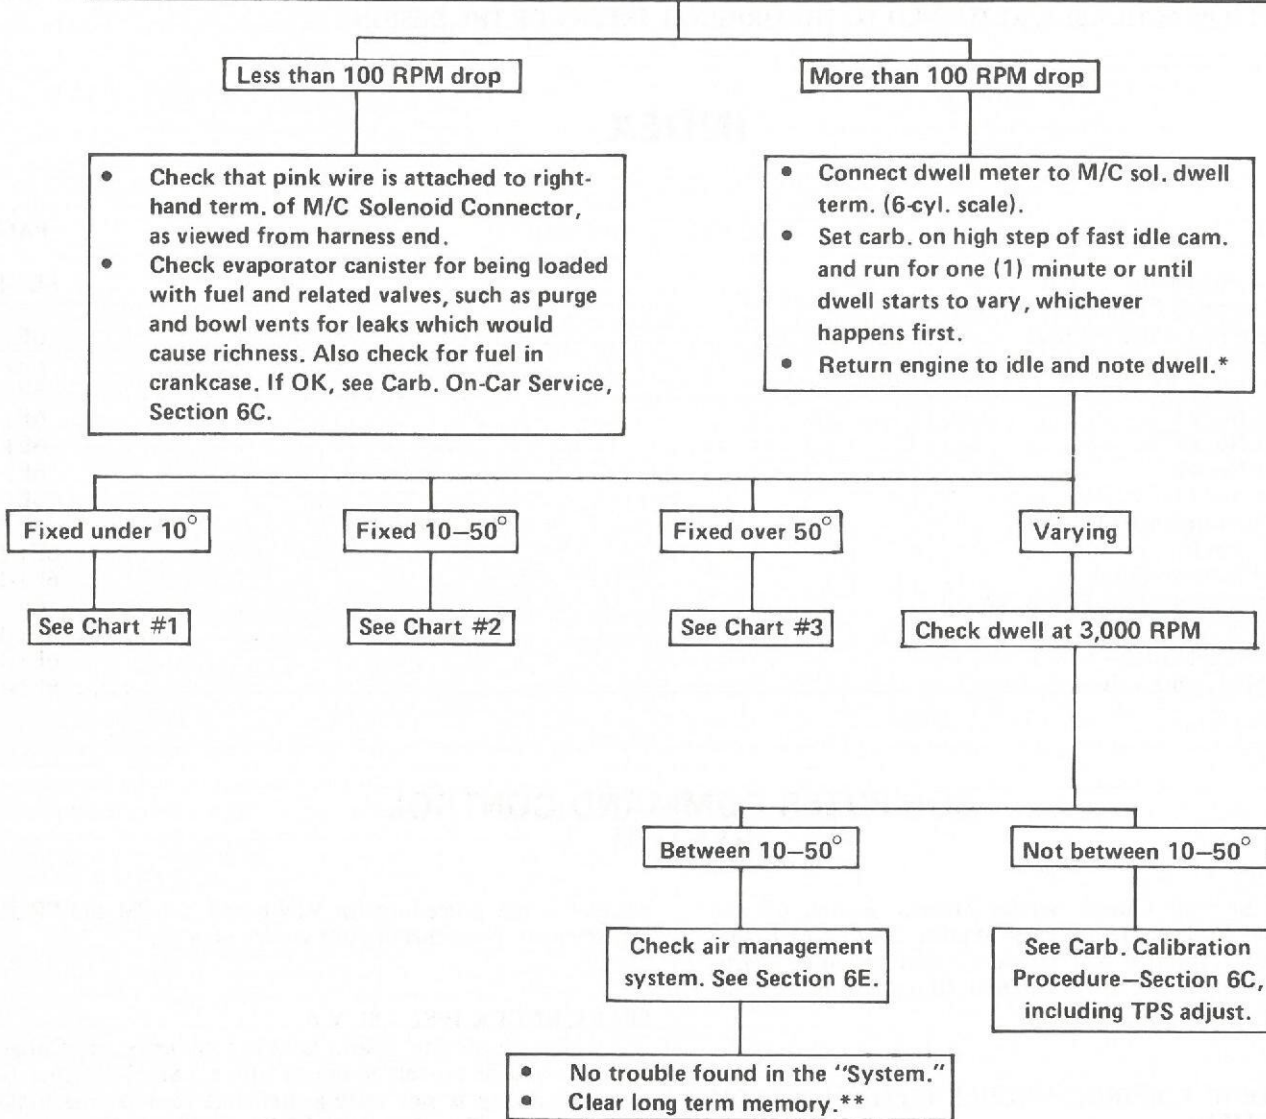 Less than 100 RPM drop
More than 100 RPM drop
• Check that pink wire is attached to right-
hand term. of M/C Solenoid Connector,
as viewed from harness end.
• Check evaporator canister for being loaded
with fuel and related valves, such as purge
and bowl vents for leaks which would
cause richness. Also check for fuel in
crankcase. If OK, see Carb. On-Car Service,
Section 6C.
• Connect dwell meter to M/C sol. dwell
term. (6-cyl. scale).
• Set carb. on high step of fast idle cam.
and run for one (1) minute or until
dwell starts to vary, whichever
happens first.
• Return engine to idle and note dwell.*
Fixed under 10°
Fixed 10–50°
Fixed over 50°
Varying
See Chart #1
See Chart #2
See Chart #3
Check dwell at 3,000 RPM
Between 10–50°
Not between 10–50°
Check air management
system. See Section 6E.
See Carb. Calibration
Procedure—Section 6C,
including TPS adjust.
• No trouble found in the "System."
• Clear long term memory.**